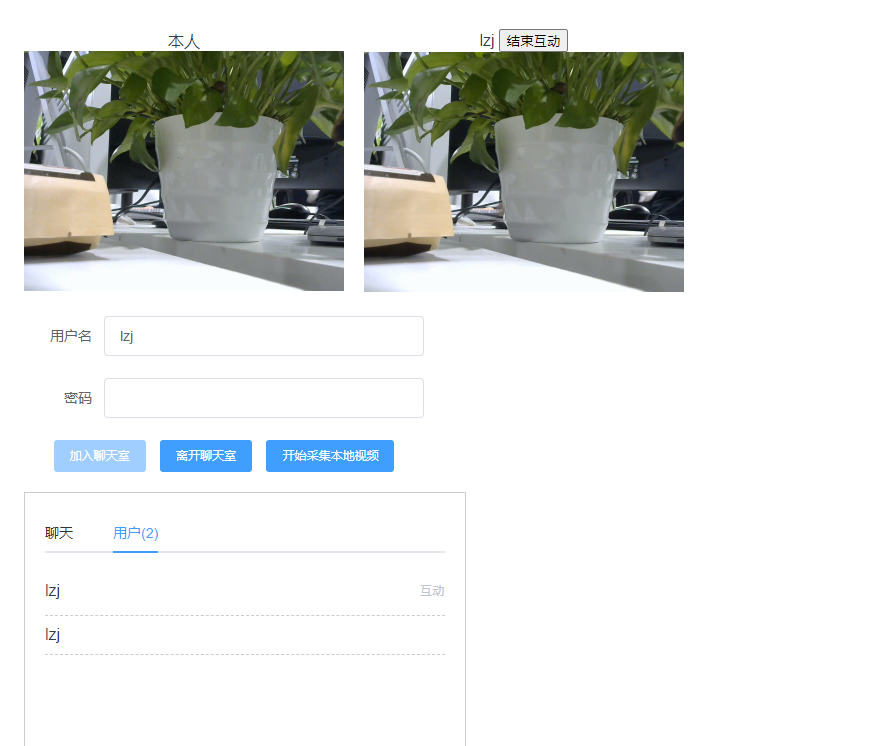 本人
lzj 结束互动
用户名 lzj
密码
加入聊天室 离开聊天室 开始采集本地视频
聊天 用户(2)
lzj 互动
lzj